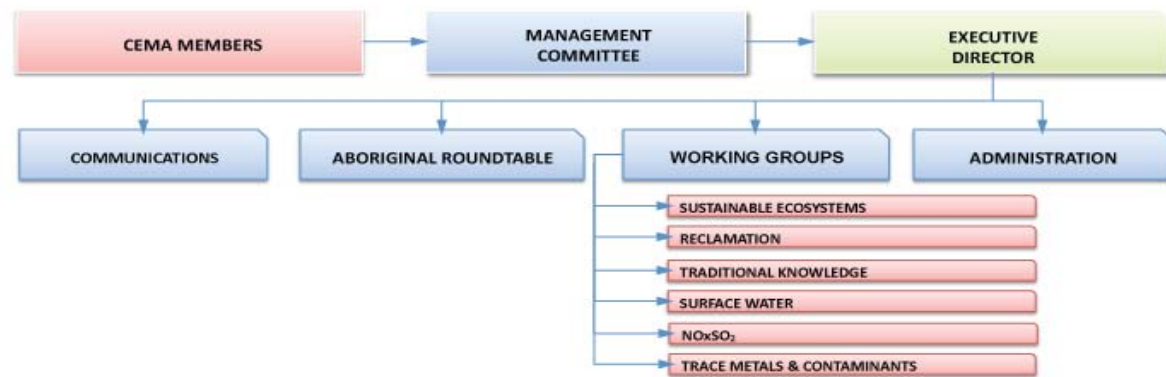 CEMA MEMBERS
MANAGEMENT
COMMITTEE
EXECUTIVE
DIRECTOR
COMMUNICATIONS
ABORIGINAL ROUNDTABLE
WORKING GROUPS
ADMINISTRATION
SUSTAINABLE ECOSYSTEMS
RECLAMATION
TRADITIONAL KNOWLEDGE
SURFACE WATER
NOxSO₂
TRACE METALS & CONTAMINANTS